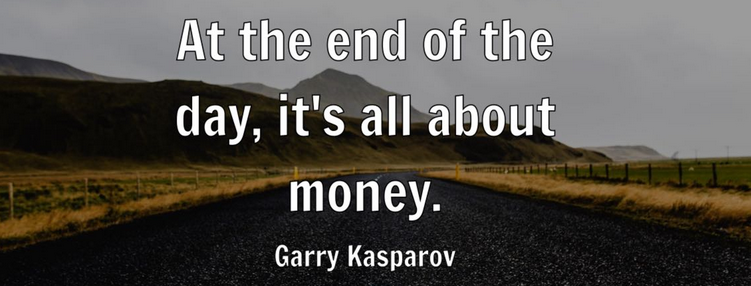 At the end of the
day, it's all about
money.
Garry Kasparov